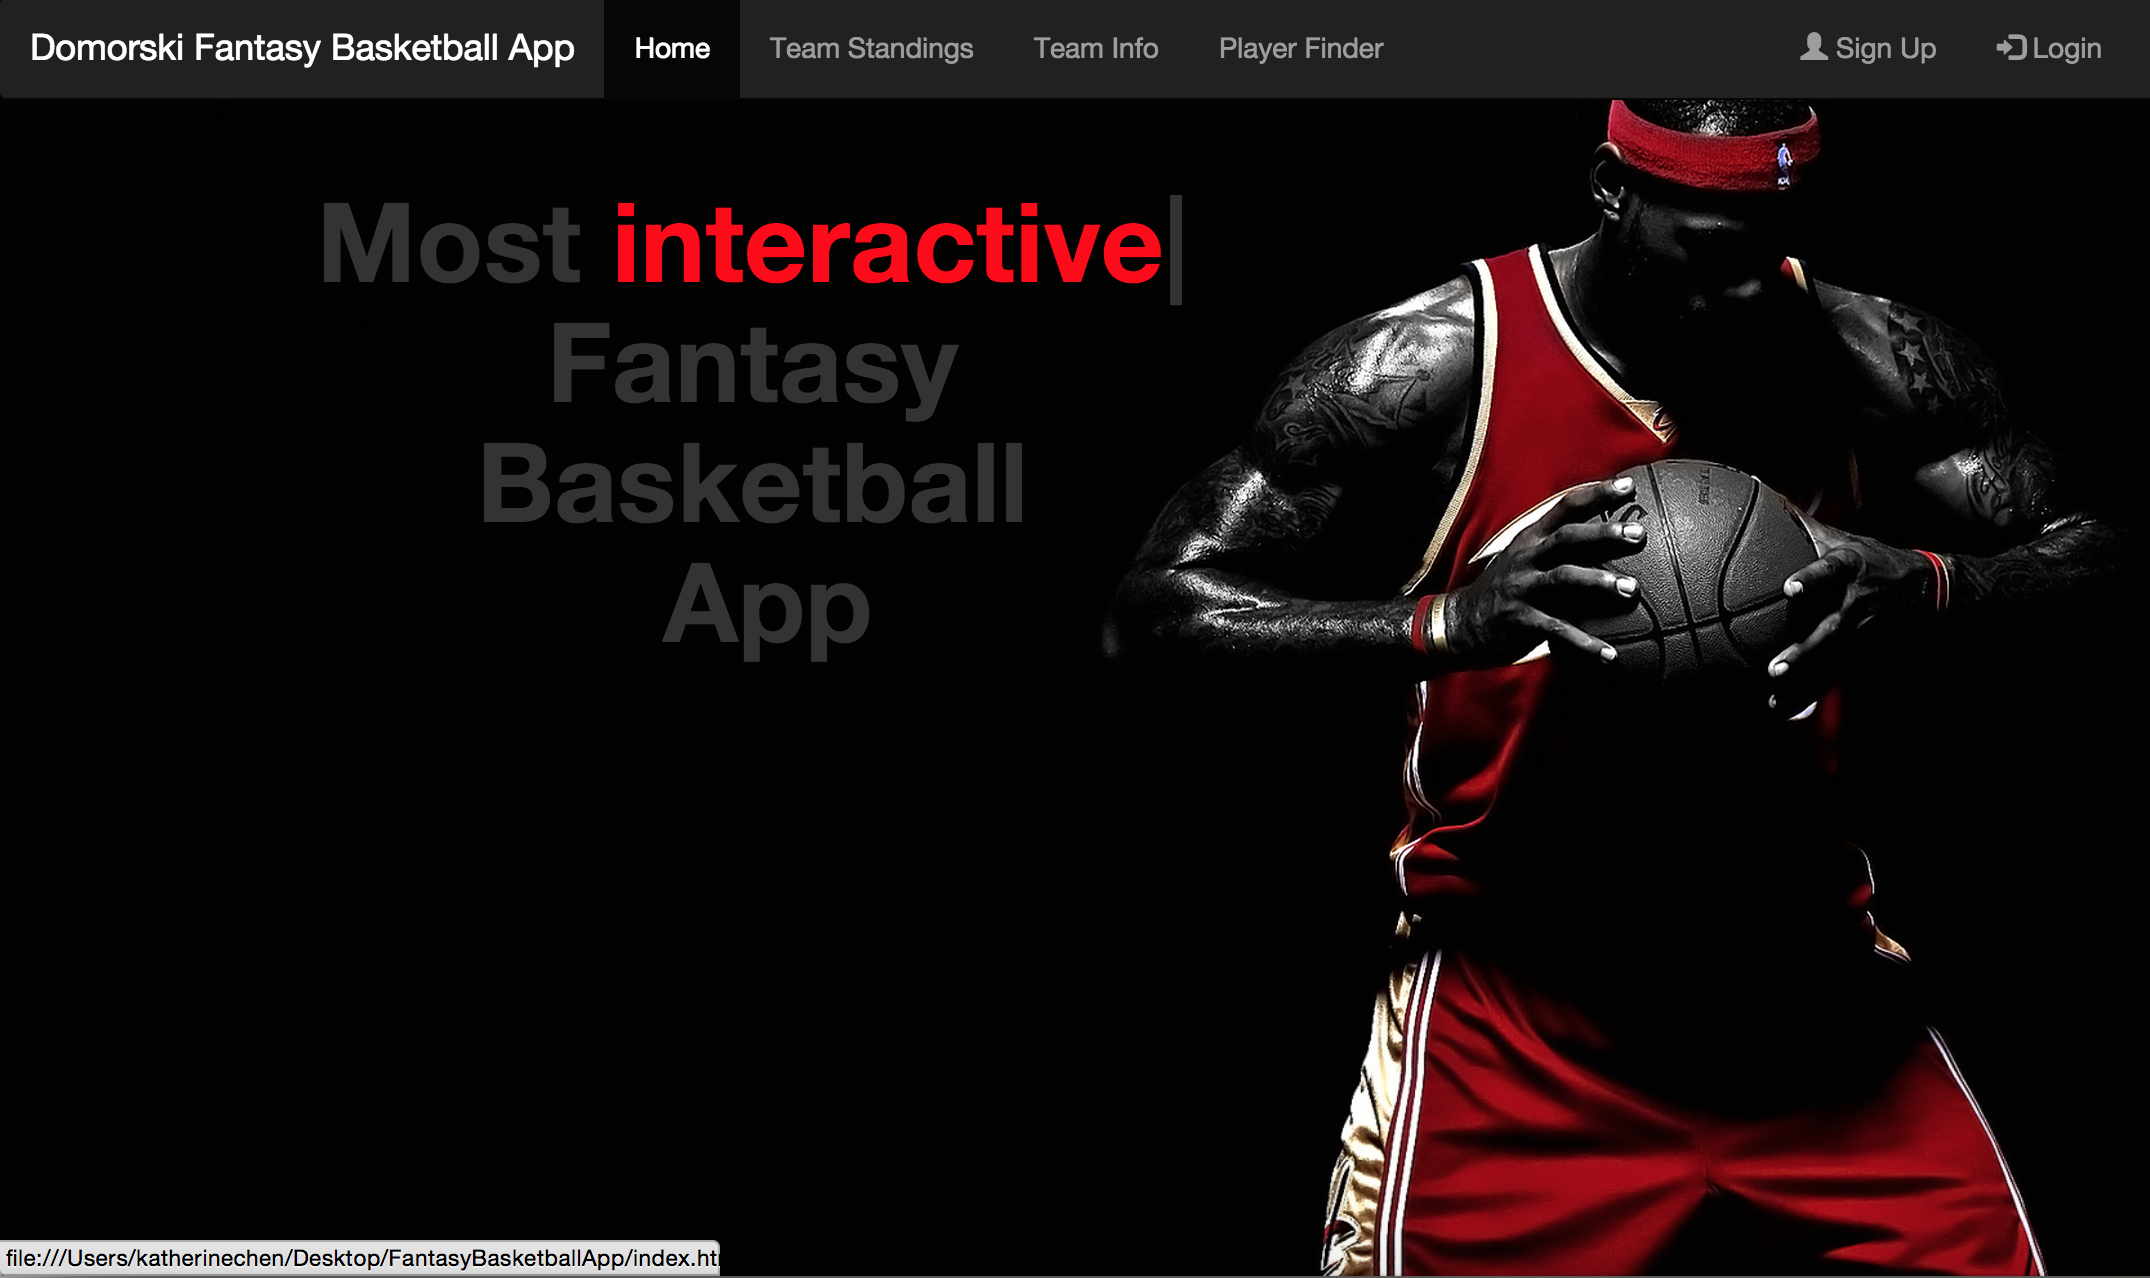 Domorski Fantasy Basketball App Home Team Standings Team Info Player Finder Sign Up Login
Most interactive|
Fantasy
Basketball
App
file:///Users/katherinechen/Desktop/FantasyBasketballApp/index.ht